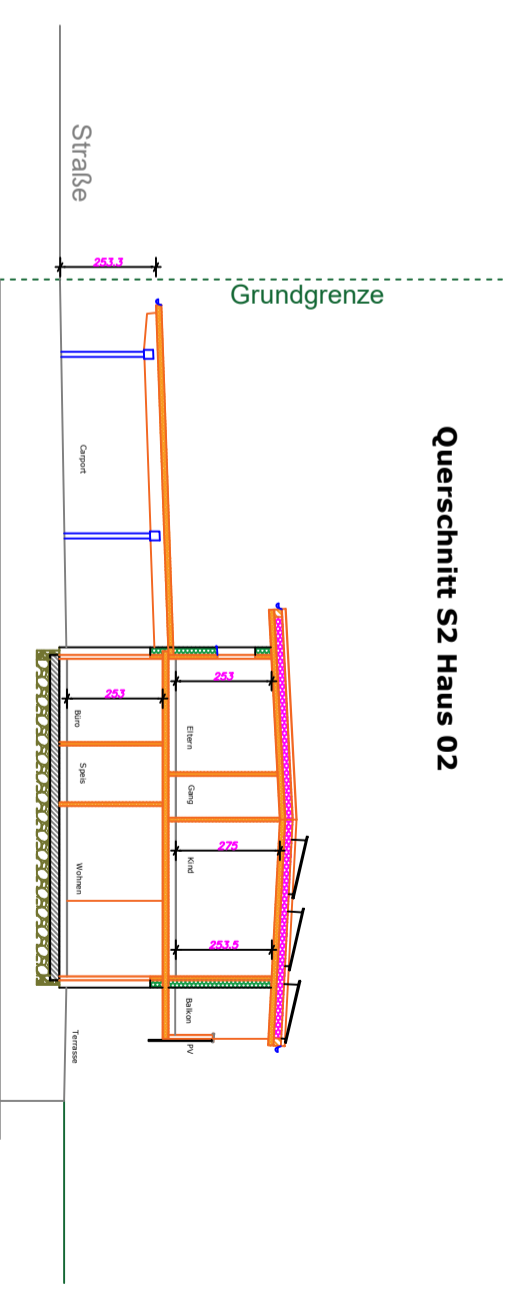 Querschnitt S2 Haus 02
Straße
Grundgrenze
253.3
Carport
253
275
253.5
Eltern
Gang
Kind
Balkon
PV
253
Büro
Speis
Wohnen
Terrasse